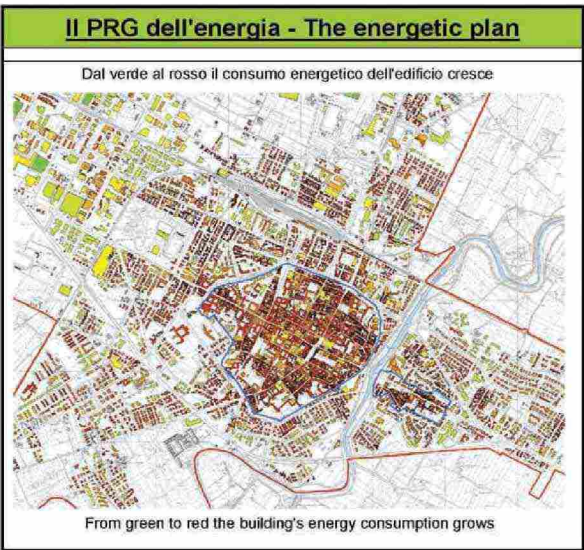 Il PRG dell'energia - The energetic plan
Dal verde al rosso il consumo energetico dell'edificio cresce
From green to red the building's energy consumption grows